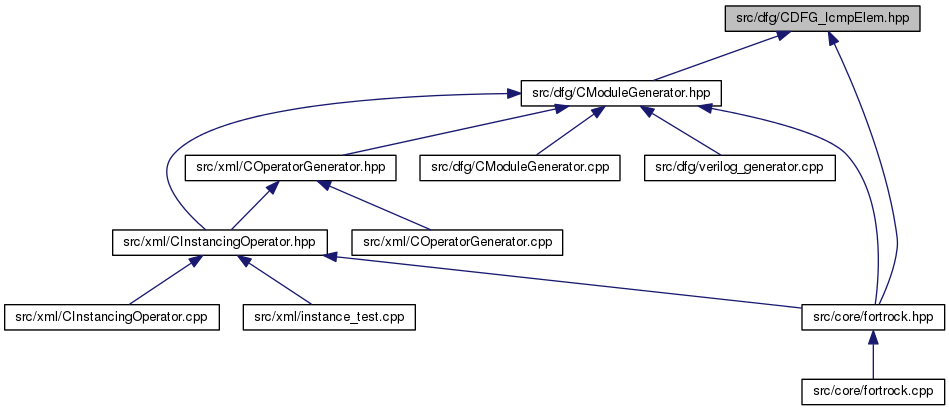 src/dfg/CDFG_IcmpElem.hpp
src/dfg/CModuleGenerator.hpp
src/xml/COperatorGenerator.hpp
src/dfg/CModuleGenerator.cpp
src/dfg/verilog_generator.cpp
src/xml/CInstancingOperator.hpp
src/xml/COperatorGenerator.cpp
src/xml/CInstancingOperator.cpp
src/xml/instance_test.cpp
src/core/fortrock.hpp
src/core/fortrock.cpp